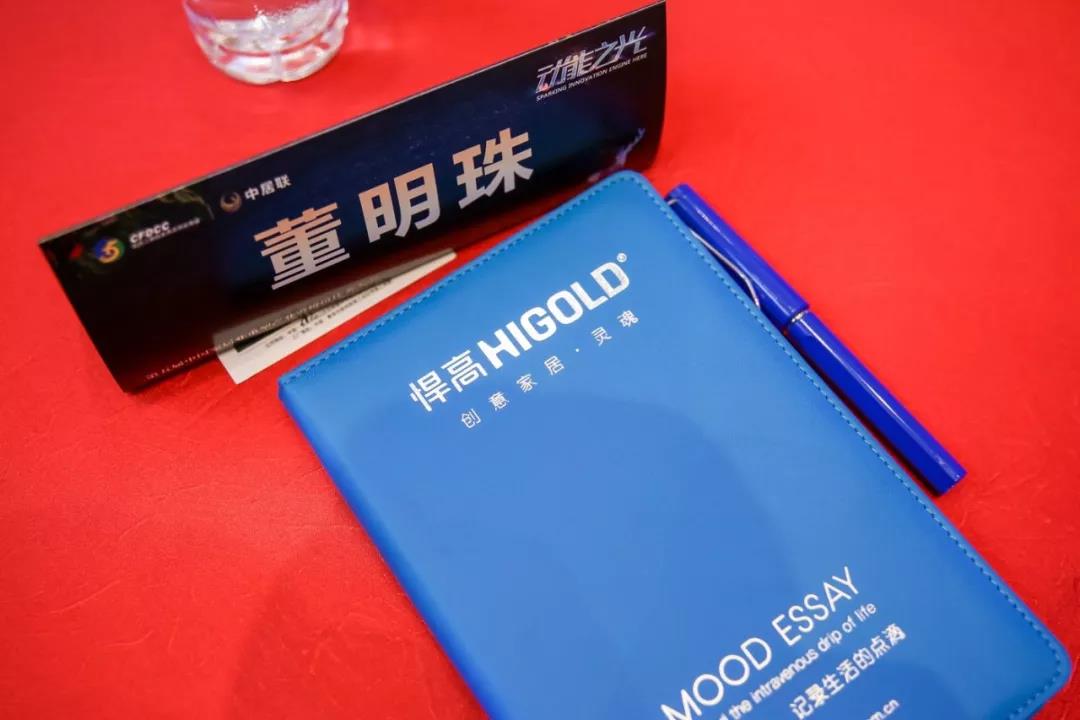 动能之光
SPARKING INNOVATION ENGINE HERE
中居联
CFDCC
董明珠
悍高HIGOLD®
创意家居·灵魂
MOOD ESSAY
the intravenous drip of life
记录生活的点滴
.cn